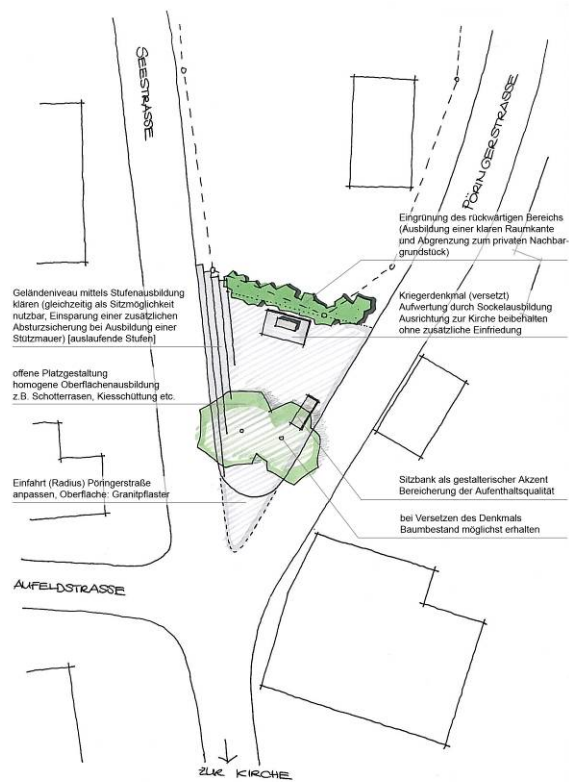 SEESTRASSE
PÖRINGERSTRASSE
Eingrünung des rückwärtigen Bereichs
(Ausbildung einer klaren Raumkante
und Abgrenzung zum privaten Nachbar-
grundstück)
Geländeniveau mittels Stufenausbildung
klären (gleichzeitig als Sitzmöglichkeit
nutzbar, Einsparung einer zusätzlichen
Absturzsicherung bei Ausbildung einer
Stützmauer) [auslaufende Stufen]
Kriegerdenkmal (versetzt)
Aufwertung durch Sockelausbildung
Ausrichtung zur Kirche beibehalten
ohne zusätzliche Einfriedung
offene Platzgestaltung
homogene Oberflächenausbildung
z.B. Schotterrasen, Kiesschüttung etc.
Einfahrt (Radius) Pöringerstraße
anpassen, Oberfläche: Granitpflaster
Sitzbank als gestalterischer Akzent
Bereicherung der Aufenthaltsqualität
bei Versetzen des Denkmals
Baumbestand möglichst erhalten
AUFELDSTRASSE
ZUR KIRCHE